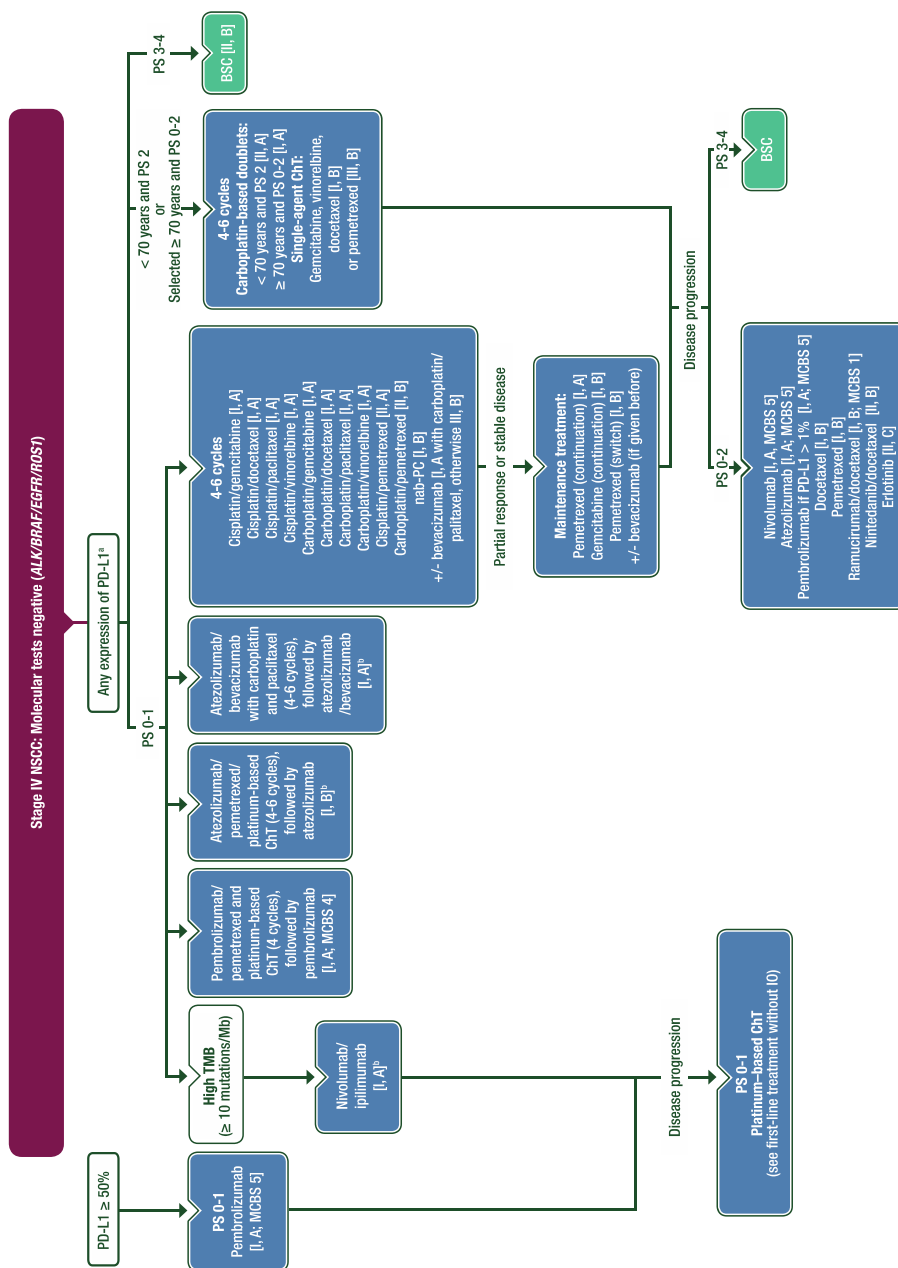 Stage IV NSCC: Molecular tests negative (ALK/BRAF/EGFR/ROS1)
PD-L1 ≥ 50%
Any expression of PD-L1ᵃ
PS 0-1
Pembrolizumab
[I, A; MCBS 5]
PS 0-1
< 70 years and PS 2
or
Selected ≥ 70 years and PS 0-2
PS 3-4
High TMB
(≥ 10 mutations/Mb)
Nivolumab/
ipilimumab
[I, A]ᵇ
Pembrolizumab/
pemetrexed and
platinum-based
ChT (4 cycles),
followed by
pembrolizumab
[I, A; MCBS 4]
Atezolizumab/
pemetrexed/
platinum-based
ChT (4-6 cycles),
followed by
atezolizumab
[I, B]ᵇ
Atezolizumab/
bevacizumab
with carboplatin
and paclitaxel
(4-6 cycles),
followed by
atezolizumab
/bevacizumab
[I, A]ᵇ
4-6 cycles
Cisplatin/gemcitabine [I, A]
Cisplatin/docetaxel [I, A]
Cisplatin/paclitaxel [I, A]
Cisplatin/vinorelbine [I, A]
Carboplatin/gemcitabine [I, A]
Carboplatin/docetaxel [I, A]
Carboplatin/paclitaxel [I, A]
Carboplatin/vinorelbine [I, A]
Cisplatin/pemetrexed [II, A]
Carboplatin/pemetrexed [II, B]
nab-PC [I, B]
+/- bevacizumab [I, A with carboplatin/
palitaxel, otherwise III, B]
4-6 cycles
Carboplatin-based doublets:
< 70 years and PS 2 [II, A]
≥ 70 years and PS 0-2 [I, A]
Single-agent ChT:
Gemcitabine, vinorelbine,
docetaxel [I, B]
or pemetrexed [III, B]
BSC [II, B]
Partial response or stable disease
Maintenance treatment:
Pemetrexed (continuation) [I, A]
Gemcitabine (continuation) [I, B]
Pemetrexed (switch) [I, B]
+/- bevacizumab (if given before)
Disease progression
Disease progression
PS 0-1
Platinum–based ChT
(see first-line treatment without IO)
PS 0-2
PS 3-4
Nivolumab [I, A, MCBS 5]
Atezolizumab [I, A; MCBS 5]
Pembrolizumab if PD-L1 > 1% [I, A; MCBS 5]
Docetaxel [I, B]
Pemetrexed [I, B]
Ramucirumab/docetaxel [I, B; MCBS 1]
Nintedanib/docetaxel [II, B]
Erlotinib [II, C]
BSC